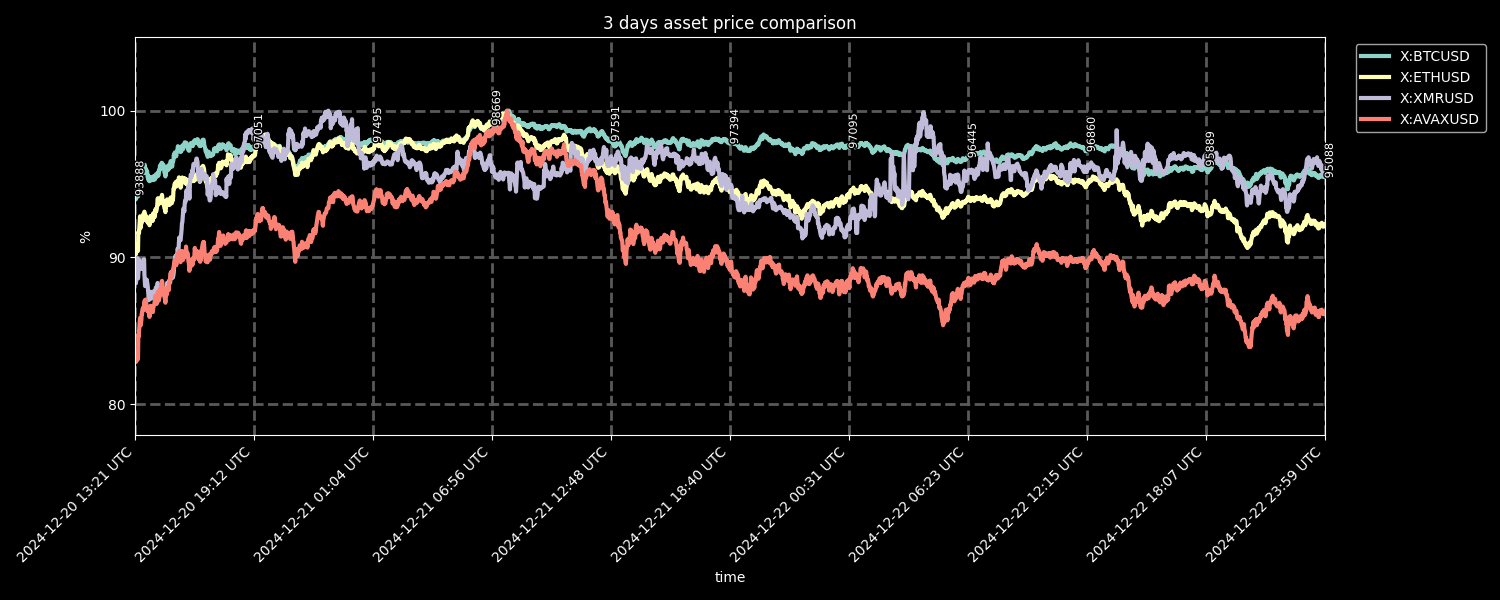 3 days asset price comparison
X:BTCUSD
X:ETHUSD
X:XMRUSD
X:AVAXUSD
100
90
80
%
93888
97051
97495
98669
97591
97394
97095
96445
96860
95889
95088
2024-12-20 13:21 UTC
2024-12-20 19:12 UTC
2024-12-21 01:04 UTC
2024-12-21 06:56 UTC
2024-12-21 12:48 UTC
2024-12-21 18:40 UTC
2024-12-22 00:31 UTC
2024-12-22 06:23 UTC
2024-12-22 12:15 UTC
2024-12-22 18:07 UTC
2024-12-22 23:59 UTC
time